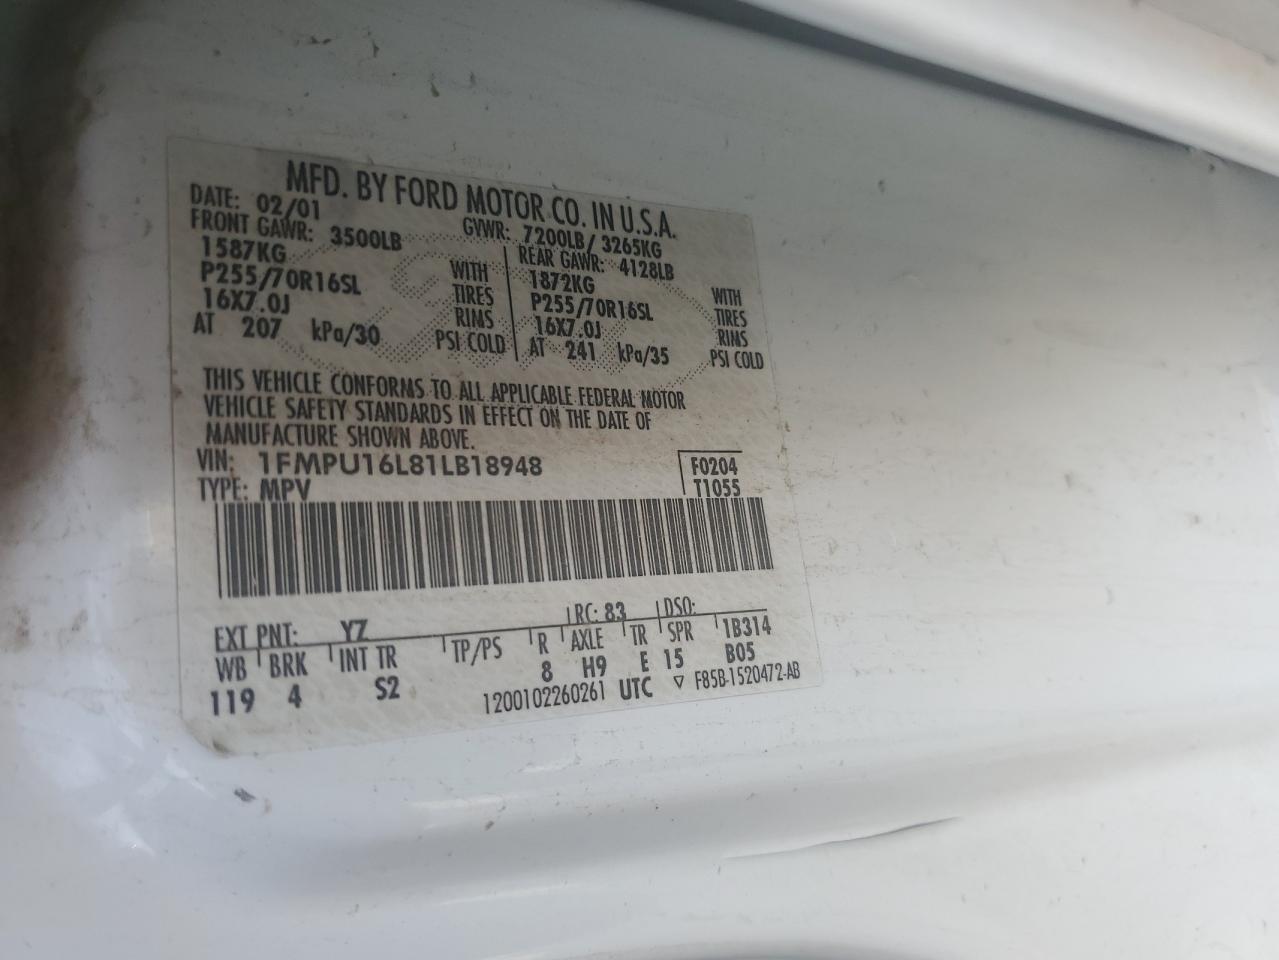 MFD. BY FORD MOTOR CO. IN U.S.A.
DATE: 02/01 GVWR: 7200LB/ 3265KG
FRONT GAWR: 3500LB REAR GAWR: 4128LB
1587KG WITH 1872KG WITH
P255/70R16SL TIRES P255/70R16SL TIRES
16X7.0J RIMS 16X7.0J RIMS
AT 207 kPa/30 PSI COLD AT 241 kPa/35 PSI COLD
THIS VEHICLE CONFORMS TO ALL APPLICABLE FEDERAL MOTOR
VEHICLE SAFETY STANDARDS IN EFFECT ON THE DATE OF
MANUFACTURE SHOWN ABOVE.
VIN: 1FMPU16L81LB18948 F0204
TYPE: MPV T1055
EXT PNT: YZ RC: 83 DSO:
WB BRK INT TR TP/PS R AXLE TR SPR 1B314
119 4 S2 8 H9 E 15 B05
1200102260261 UTC ▽ F85B-1520472-AB